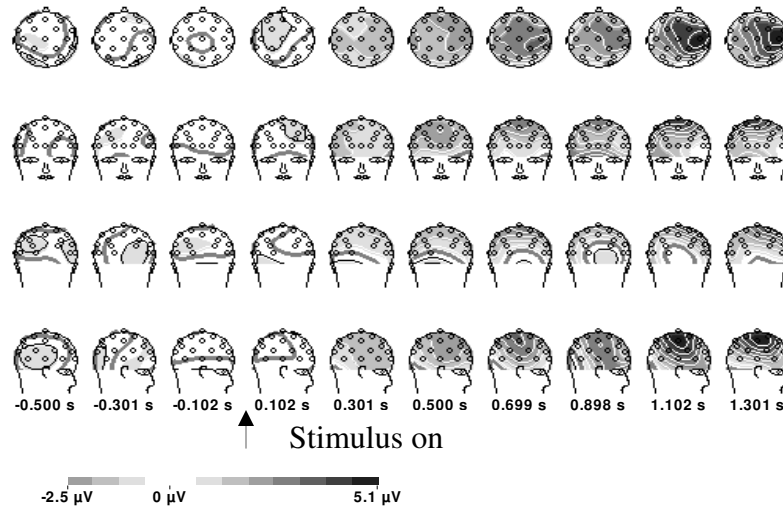 -0.500 s -0.301 s -0.102 s 0.102 s 0.301 s 0.500 s 0.699 s 0.898 s 1.102 s 1.301 s
Stimulus on
-2.5 µV 0 µV 5.1 µV